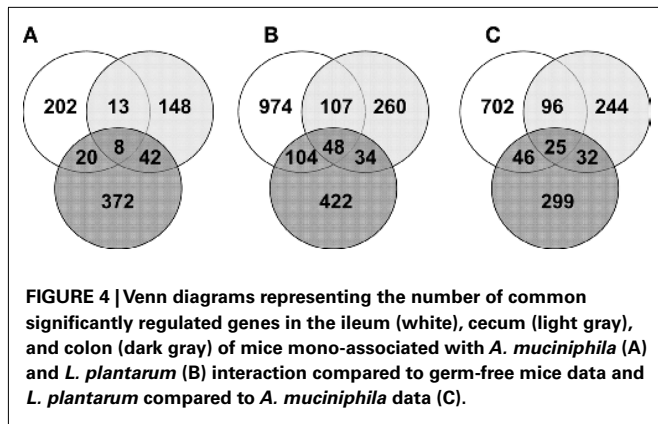 A B C
202 13 148 974 107 260 702 96 244
8 48 25
20 42 104 34 46 32
372 422 299
FIGURE 4 | Venn diagrams representing the number of common
significantly regulated genes in the ileum (white), cecum (light gray),
and colon (dark gray) of mice mono-associated with A. muciniphila (A)
and L. plantarum (B) interaction compared to germ-free mice data and
L. plantarum compared to A. muciniphila data (C).